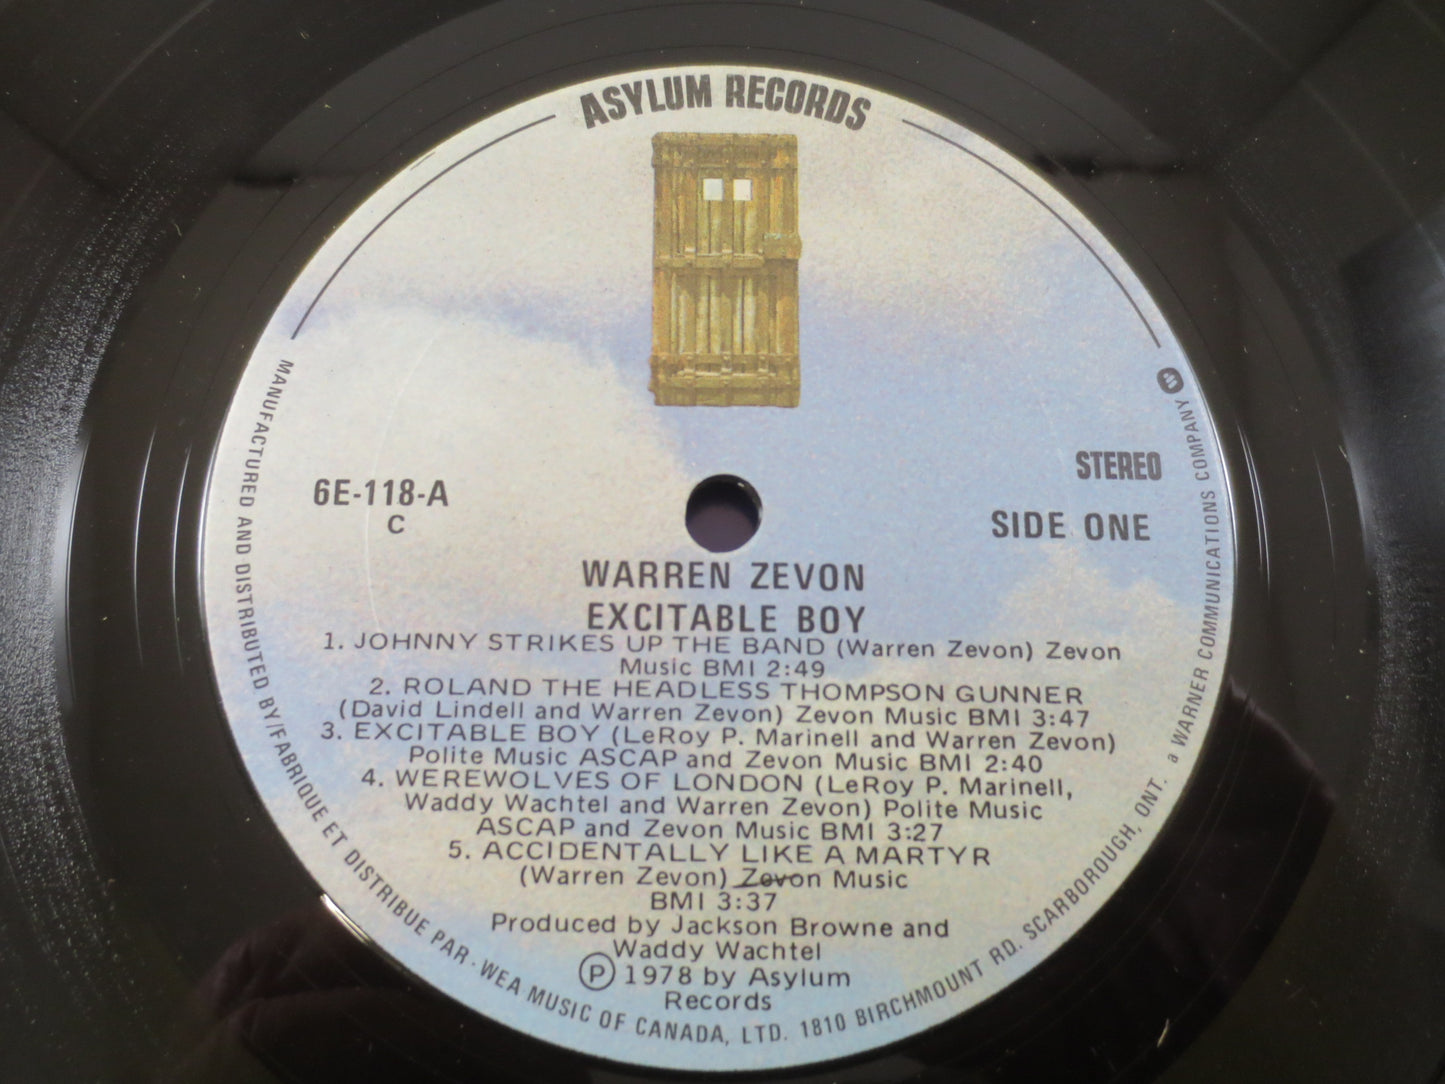 ASYLUM RECORDS
6E-118-A
C
STEREO
SIDE ONE
WARREN ZEVON
EXCITABLE BOY
1. JOHNNY STRIKES UP THE BAND (Warren Zevon) Zevon
Music BMI 2:49
2. ROLAND THE HEADLESS THOMPSON GUNNER
(David Lindell and Warren Zevon) Zevon Music BMI 3:47
3. EXCITABLE BOY (LeRoy P. Marinell and Warren Zevon)
Polite Music ASCAP and Zevon Music BMI 2:40
4. WEREWOLVES OF LONDON (LeRoy P. Marinell,
Waddy Wachtel and Warren Zevon) Polite Music
ASCAP and Zevon Music BMI 3:27
5. ACCIDENTALLY LIKE A MARTYR
(Warren Zevon) Zevon Music
BMI 3:37
Produced by Jackson Browne and
Waddy Wachtel
Ⓟ 1978 by Asylum
Records
MANUFACTURED AND DISTRIBUTED BY/FABRIQUE ET DISTRIBUE PAR - WEA MUSIC OF CANADA, LTD. 1810 BIRCHMOUNT RD. SCARBOROUGH, ONT. a WARNER COMMUNICATIONS COMPANY